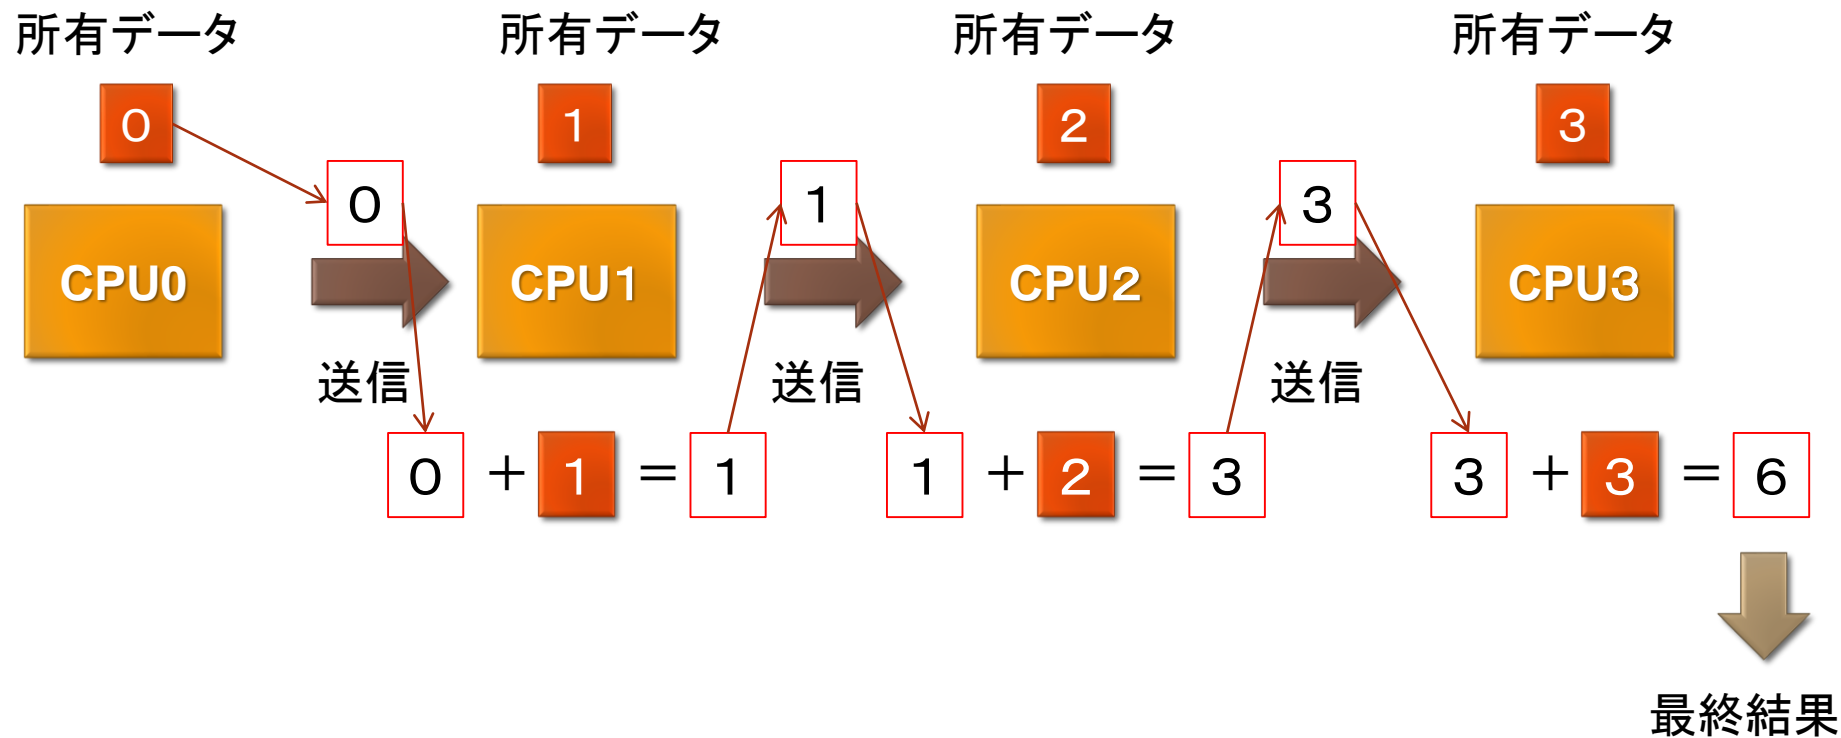 所有データ 所有データ 所有データ 所有データ
0 1 2 3
0 1 3
CPU0 CPU1 CPU2 CPU3
送信 送信 送信
0 + 1 = 1 1 + 2 = 3 3 + 3 = 6
最終結果